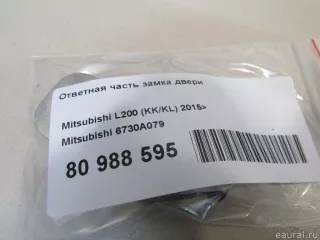 Ответная часть замка двери
Mitsubishi L200 (KK/KL) 2015>
Mitsubishi 6730A079
80 988 595
eaural.ru